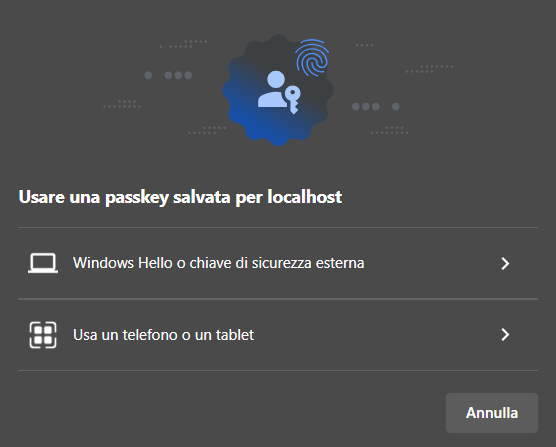 Usare una passkey salvata per localhost
Windows Hello o chiave di sicurezza esterna
Usa un telefono o un tablet
Annulla